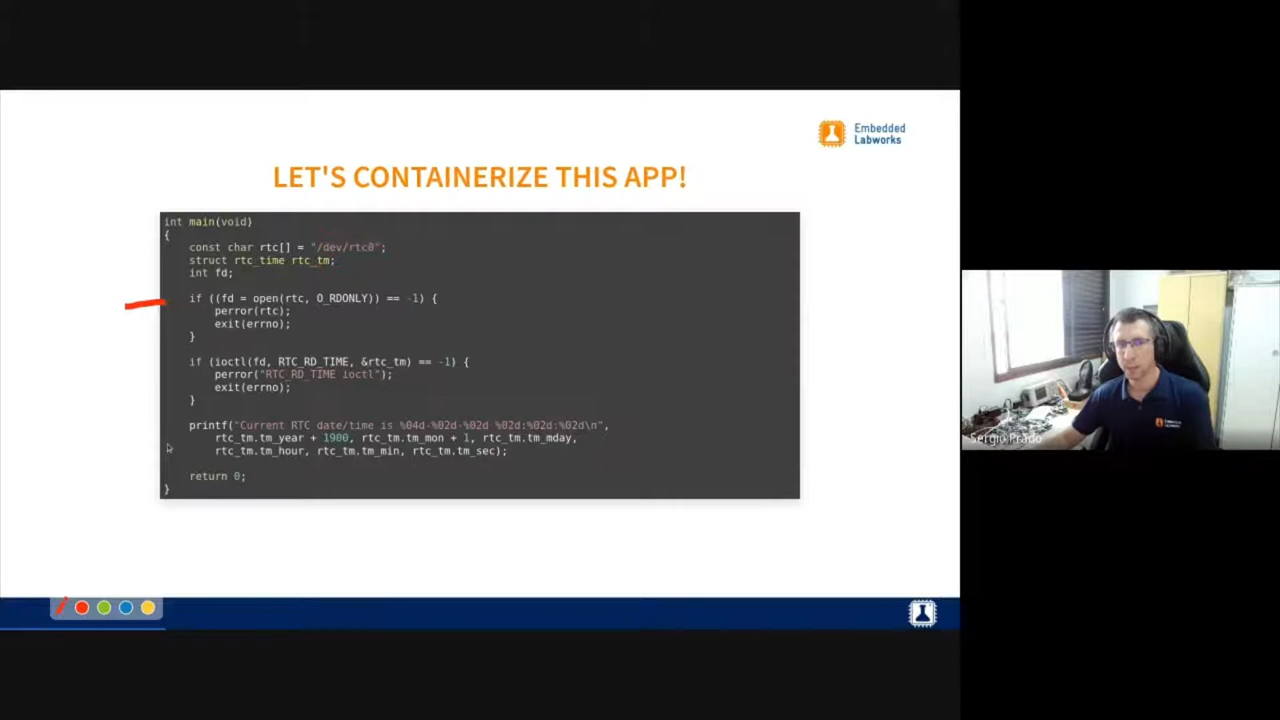 Embedded
Labworks
LET'S CONTAINERIZE THIS APP!
int main(void)
{
    const char rtc[] = "/dev/rtc0";
    struct rtc_time rtc_tm;
    int fd;
    if ((fd = open(rtc, O_RDONLY)) == -1) {
        perror(rtc);
        exit(errno);
    }
    if (ioctl(fd, RTC_RD_TIME, &rtc_tm) == -1) {
        perror("RTC_RD_TIME ioctl");
        exit(errno);
    }
    printf("Current RTC date/time is %04d-%02d-%02d %02d:%02d:%02d\n",
        rtc_tm.tm_year + 1900, rtc_tm.tm_mon + 1, rtc_tm.tm_mday,
        rtc_tm.tm_hour, rtc_tm.tm_min, rtc_tm.tm_sec);
    return 0;
}
Sergio Prado